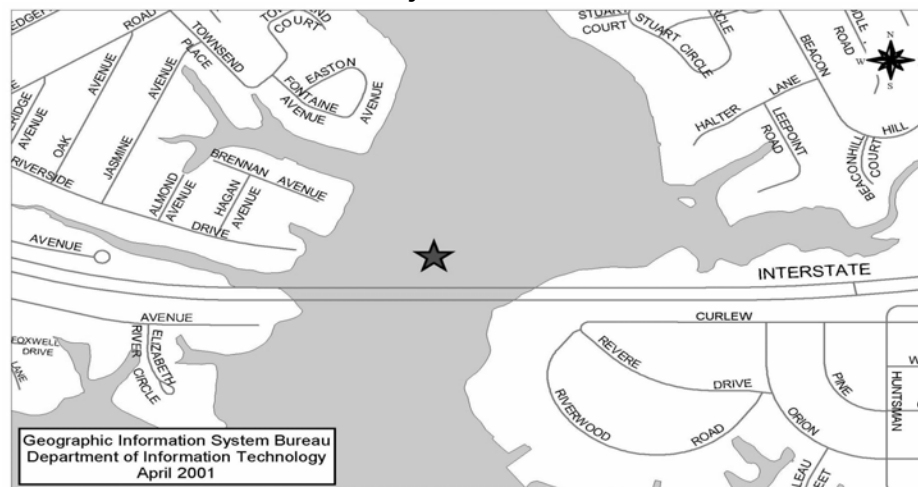 ROAD
TOWNSEND
PLACE
COURT
EASTON
AVENUE
FONTAINE
AVENUE
AVENUE
OAK
AVENUE
JASMINE
AVENUE
RIVERSIDE
DRIVE
ALMOND
AVENUE
HAGAN
AVENUE
BRENNAN AVENUE
STUART
COURT
STUART CIRCLE
BEACON
HILL
ROAD
N
W
S
HALTER LANE
LEEPOINT
ROAD
BEACONHILL
COURT
AVENUE
INTERSTATE
AVENUE
CURLEW
DRIVE
FOXWELL
DRIVE
LANE
ELIZABETH
RIVER CIRCLE
REVERE
RIVERWOOD
ROAD
ORION
PINE
HUNTSMAN
W
Geographic Information System Bureau
Department of Information Technology
April 2001